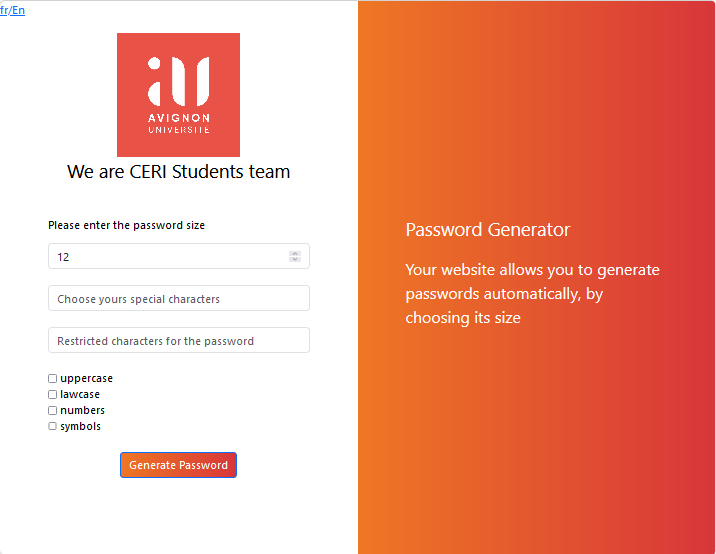 fr/En
AVIGNON
UNIVERSITE
We are CERI Students team
Please enter the password size
12
Choose yours special characters
Restricted characters for the password
uppercase
lawcase
numbers
symbols
Generate Password
Password Generator
Your website allows you to generate
passwords automatically, by
choosing its size